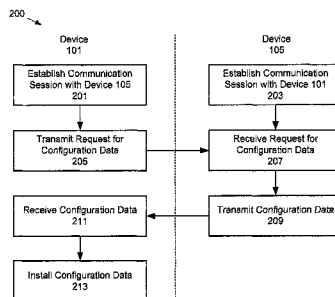 200
Device
101
Device
105
Establish Communication
Session with Device 105
201
Establish Communication
Session with Device 101
203
Transmit Request for
Configuration Data
205
Receive Request for
Configuration Data
207
Receive Configuration Data
211
Transmit Configuration Data
209
Install Configuration Data
213